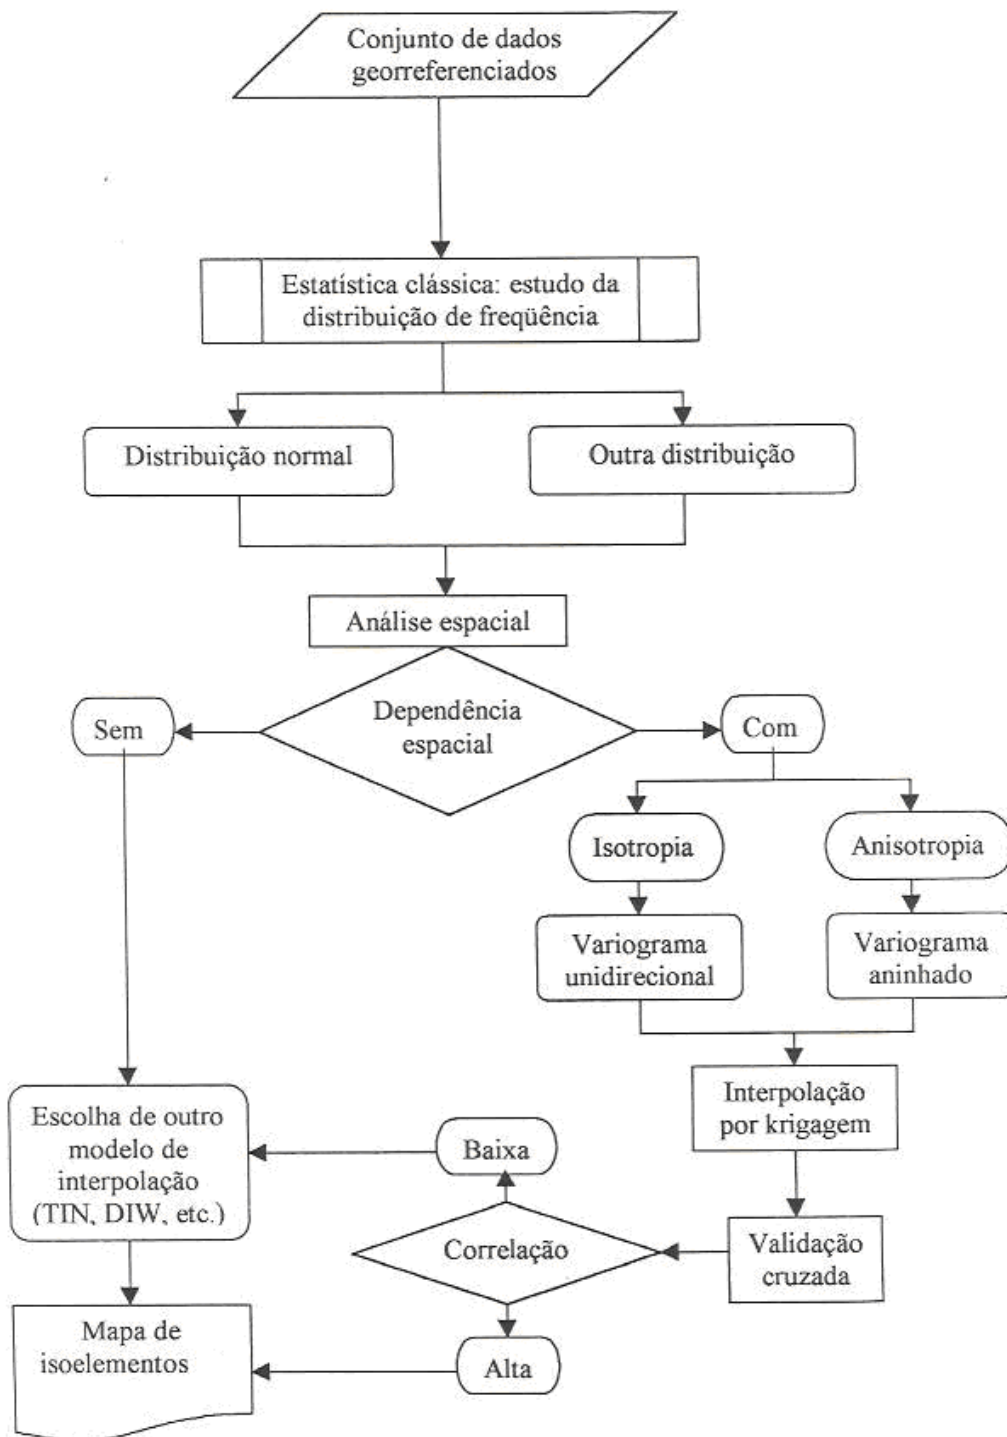 Conjunto de dados
georreferenciados
Estatística clássica: estudo da
distribuição de freqüência
Distribuição normal
Outra distribuição
Análise espacial
Dependência
espacial
Sem
Com
Isotropia
Anisotropia
Variograma
unidirecional
Variograma
aninhado
Interpolação
por krigagem
Escolha de outro
modelo de
interpolação
(TIN, DIW, etc.)
Baixa
Correlação
Validação
cruzada
Mapa de
isoelementos
Alta